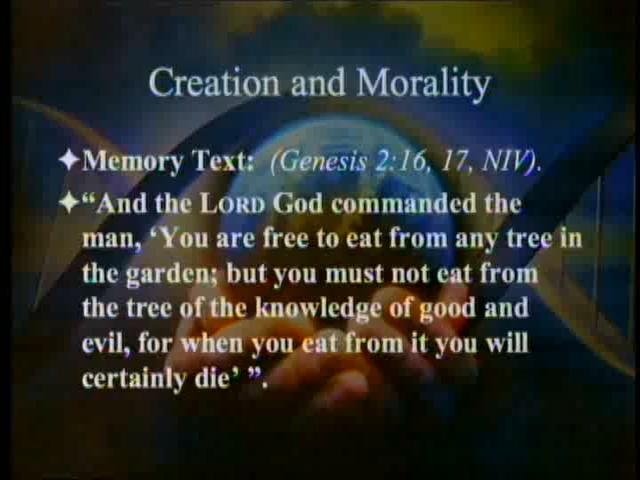 Creation and Morality
✦Memory Text: (Genesis 2:16, 17, NIV).
✦“And the LORD God commanded the
man, ‘You are free to eat from any tree in
the garden; but you must not eat from
the tree of the knowledge of good and
evil, for when you eat from it you will
certainly die’ ”.